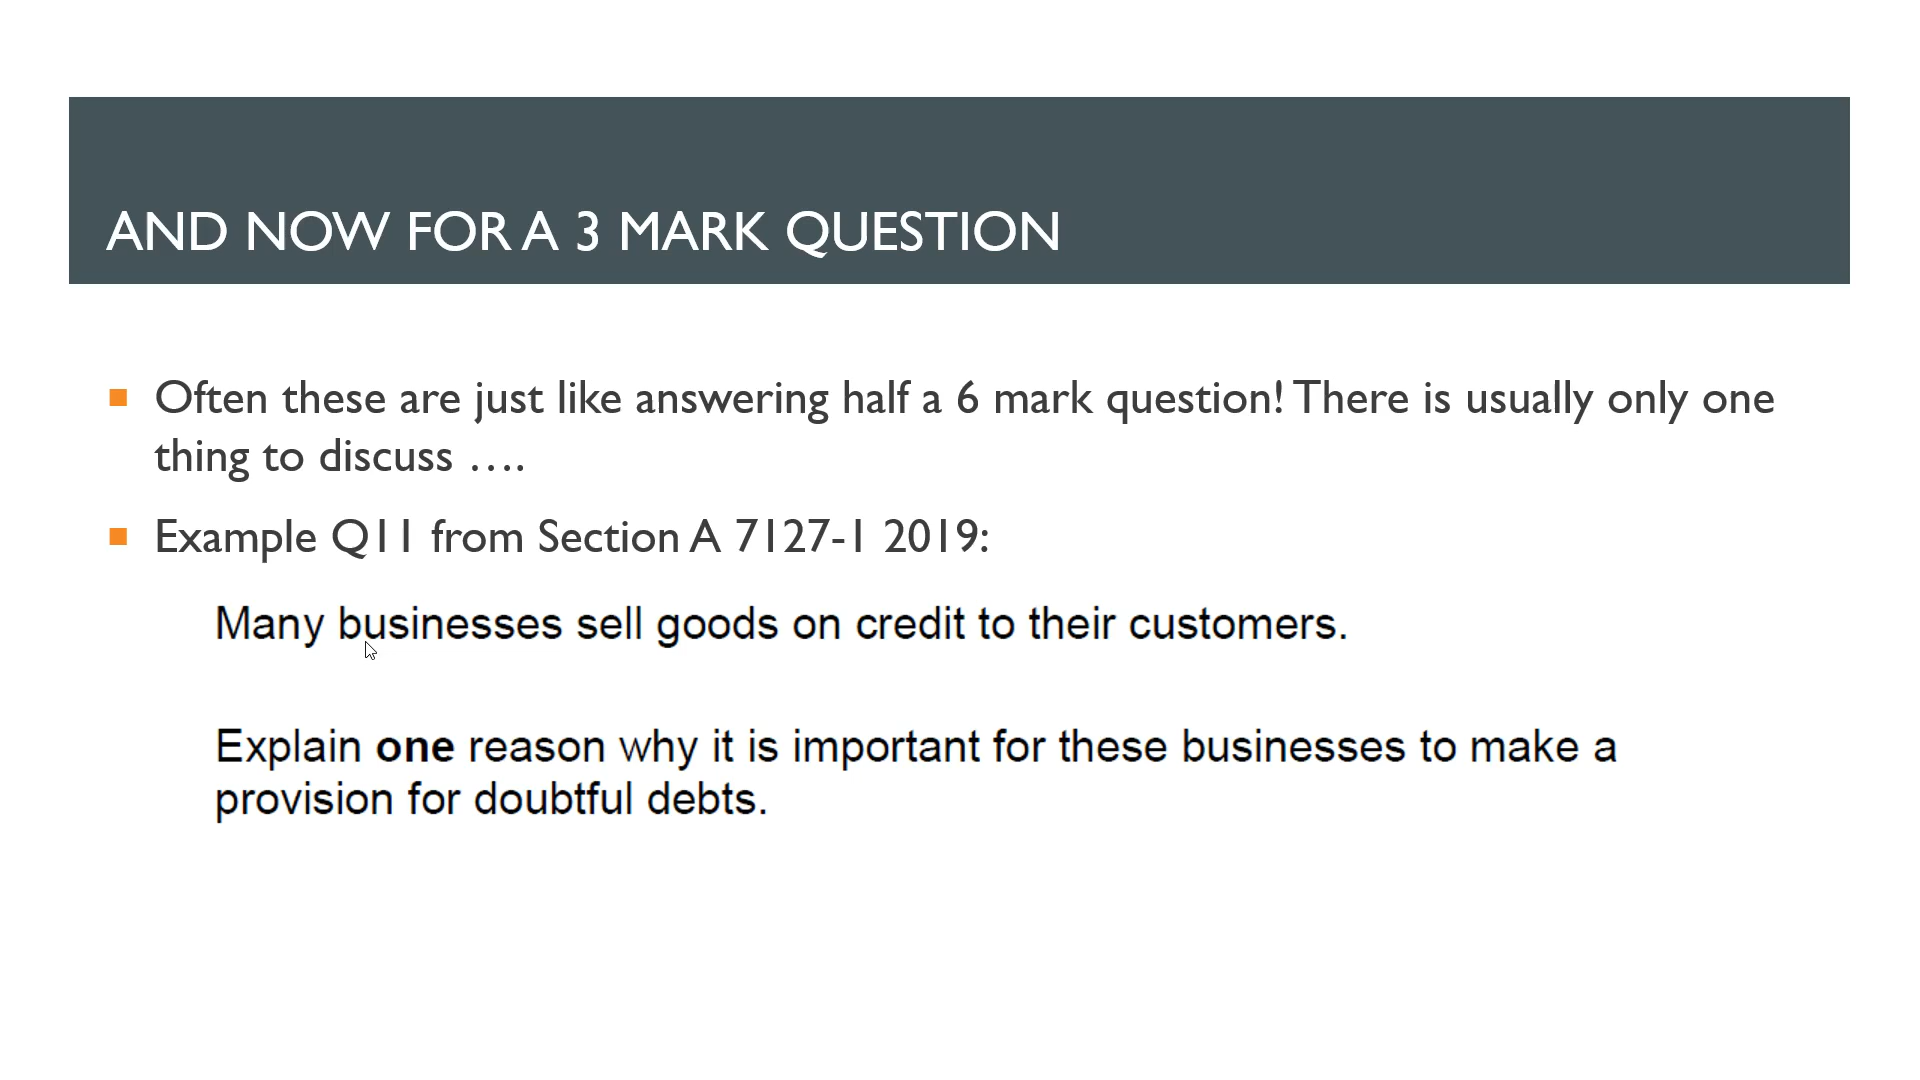 AND NOW FOR A 3 MARK QUESTION
Often these are just like answering half a 6 mark question! There is usually only one
thing to discuss ….
Example Q11 from Section A 7127-1 2019:
Many businesses sell goods on credit to their customers.
Explain one reason why it is important for these businesses to make a
provision for doubtful debts.